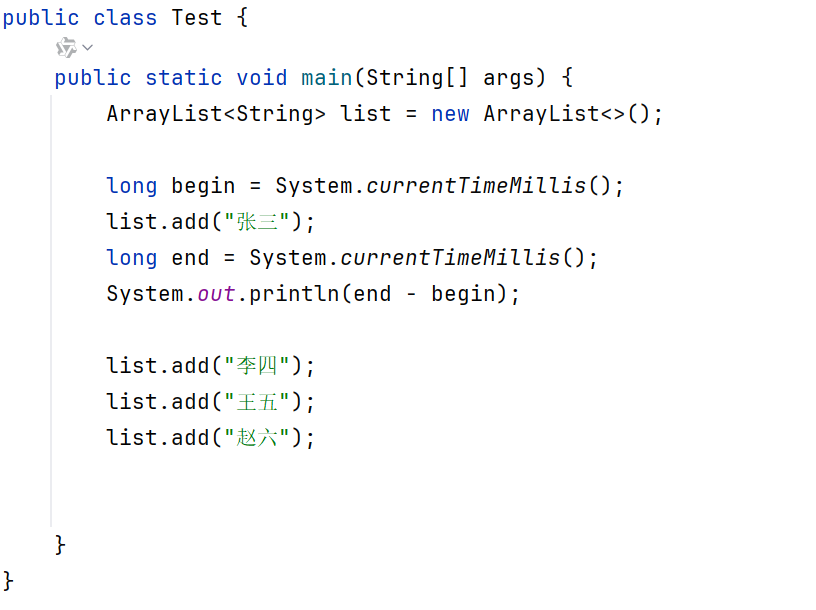 public class Test {
public static void main(String[] args) {
ArrayList<String> list = new ArrayList<>();
long begin = System.currentTimeMillis();
list.add("张三");
long end = System.currentTimeMillis();
System.out.println(end - begin);
list.add("李四");
list.add("王五");
list.add("赵六");
}
}